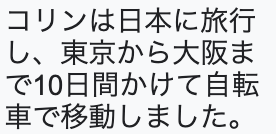 コリンは日本に旅行
し、東京から大阪ま
で10日間かけて自転
車で移動しました。